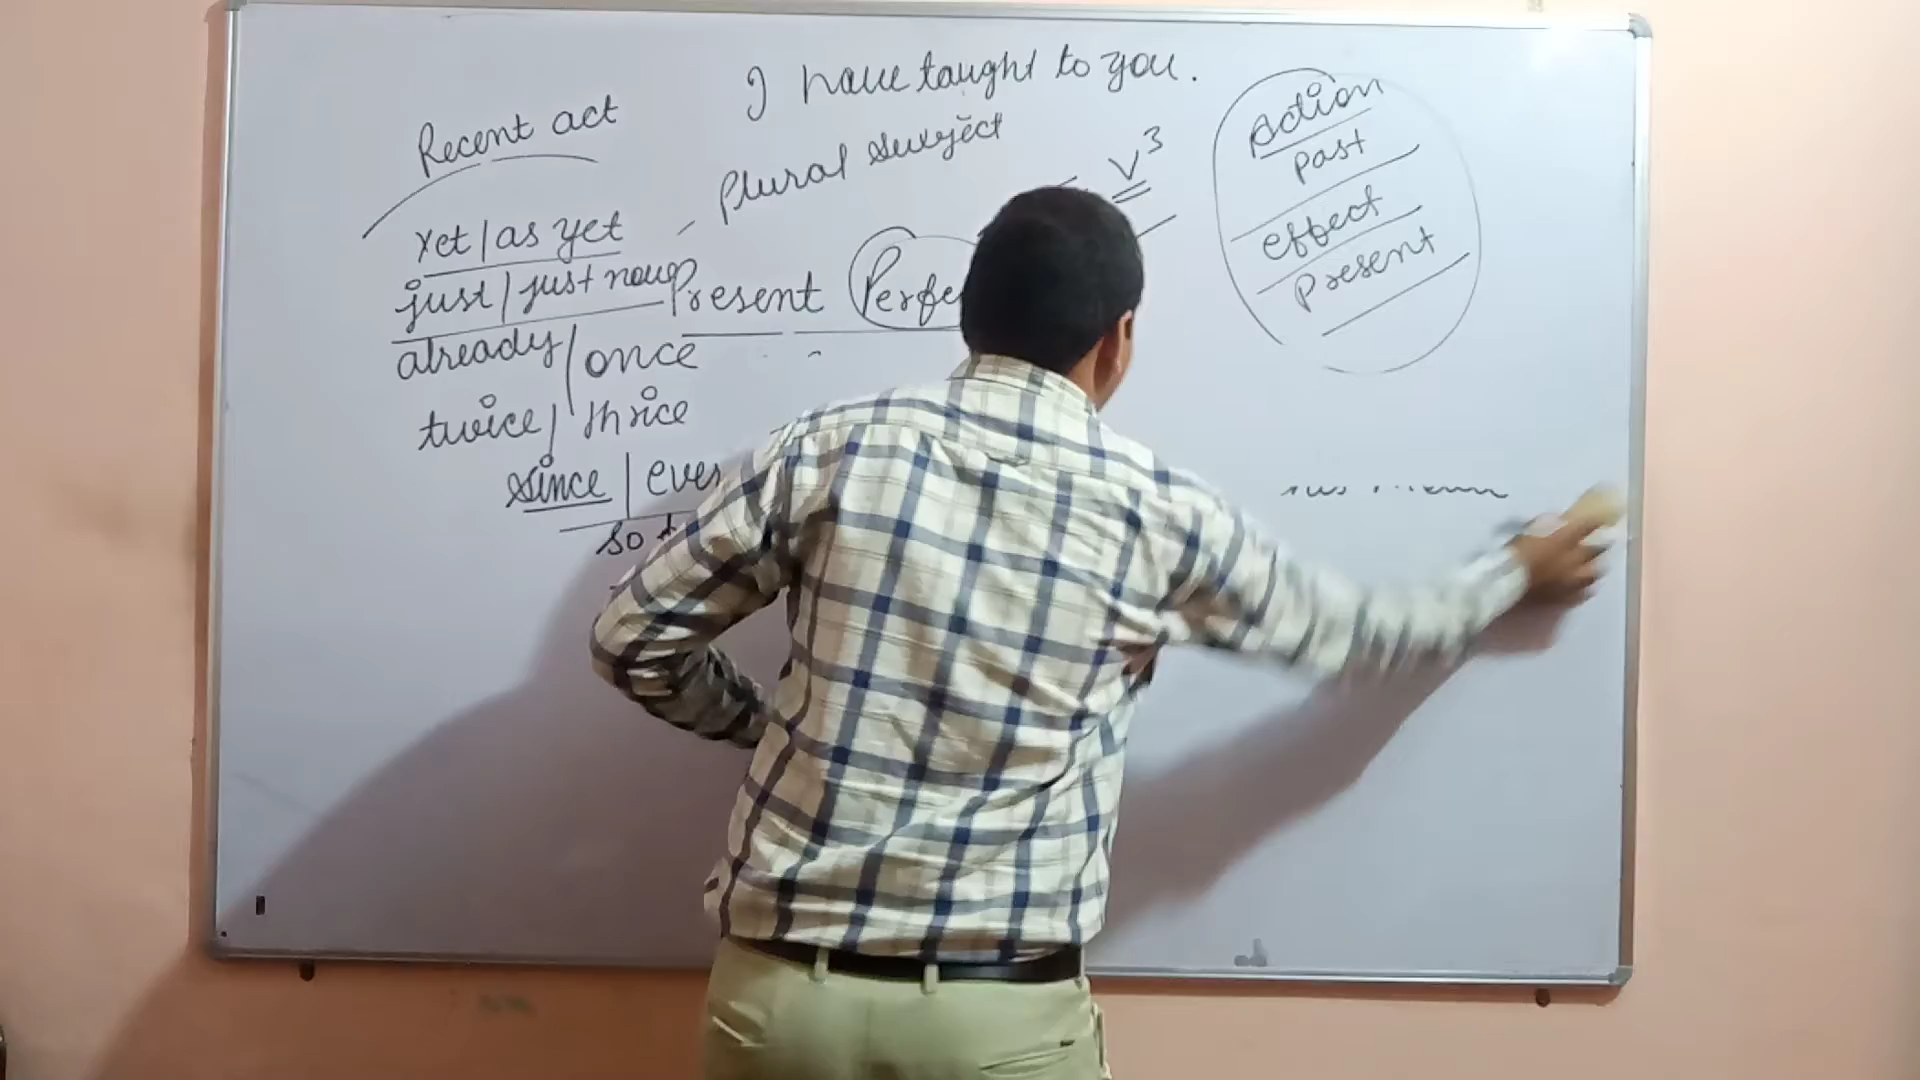 I have taught to you.
Recent act
Plural subject
V3
Action
Past
effect
Present
Yet / as yet
just / just now
Present Perfe
already / once
twice / thrice
since / ever
so